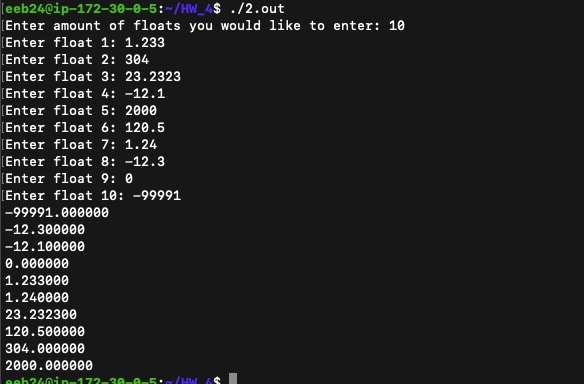 [eeb24@ip-172-30-0-5:~/HW_4$ ./2.out
[Enter amount of floats you would like to enter: 10
[Enter float 1: 1.233
[Enter float 2: 304
[Enter float 3: 23.2323
[Enter float 4: -12.1
[Enter float 5: 2000
[Enter float 6: 120.5
[Enter float 7: 1.24
[Enter float 8: -12.3
[Enter float 9: 0
[Enter float 10: -99991
-99991.000000
-12.300000
-12.100000
0.000000
1.233000
1.240000
23.232300
120.500000
304.000000
2000.000000
eeb24@ip-172-30-0-5:~/HW_4$